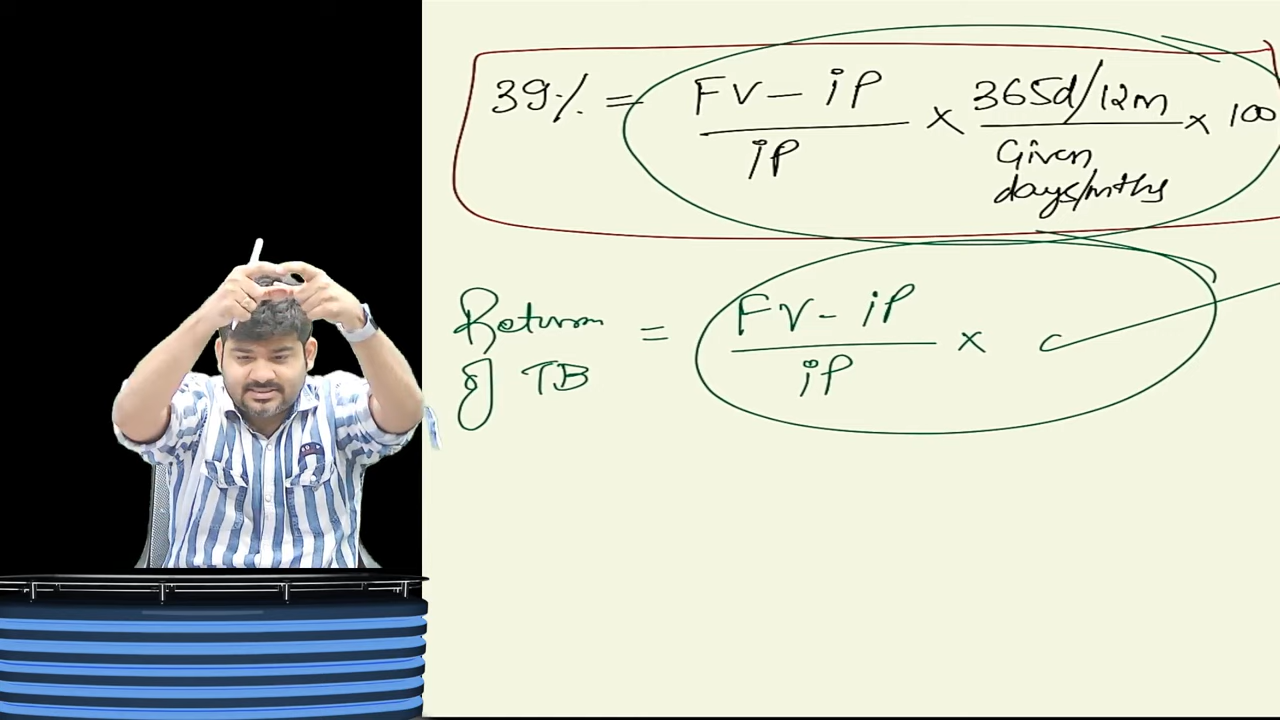 39% = FV - iP / iP × 365d/12m / Given days/mths × 100
Return of TB = FV - iP / iP ×